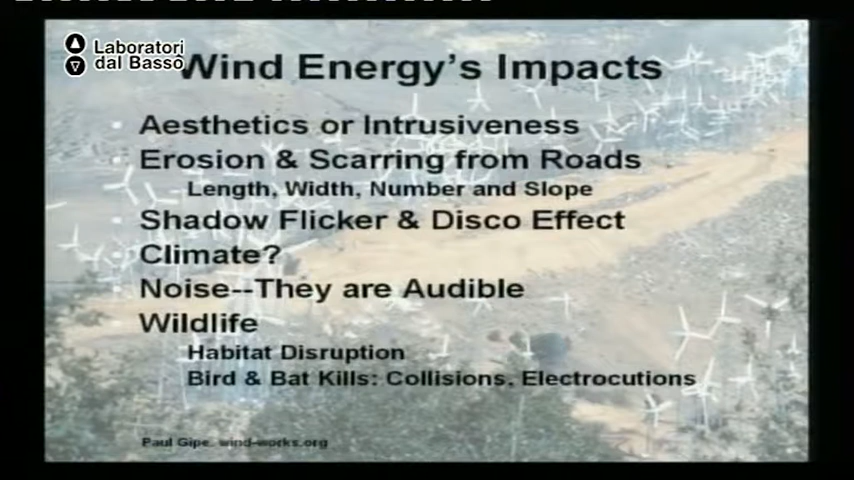 Laboratori
dal Basso
Wind Energy's Impacts
Aesthetics or Intrusiveness
Erosion & Scarring from Roads
Length, Width, Number and Slope
Shadow Flicker & Disco Effect
Climate?
Noise--They are Audible
Wildlife
Habitat Disruption
Bird & Bat Kills: Collisions, Electrocutions
Paul Gipe, wind-works.org